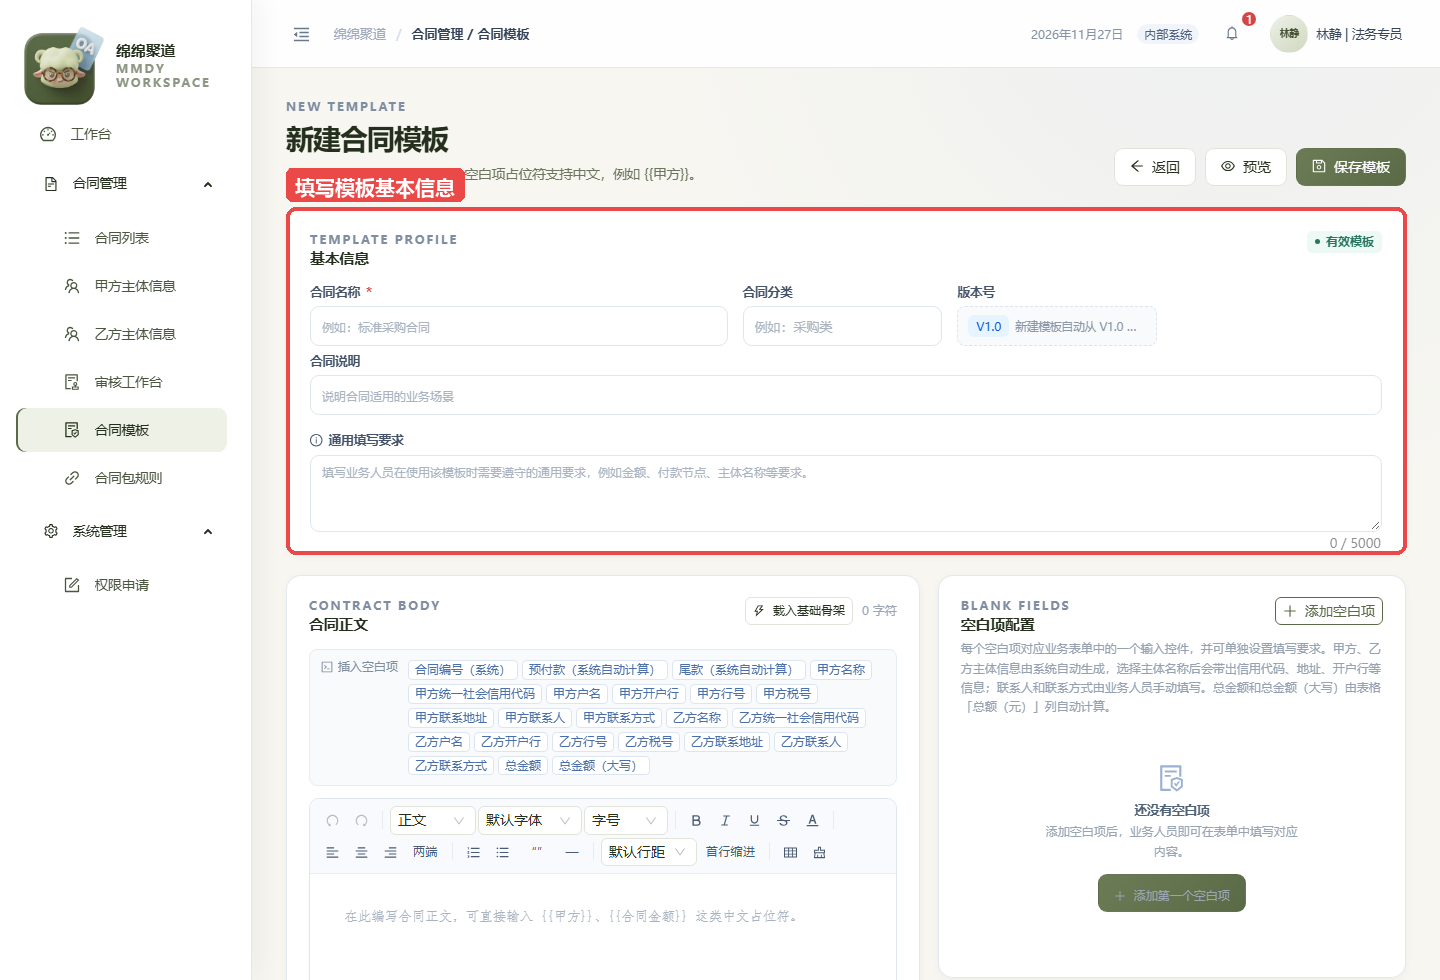 OA
绵绵聚道
MMDY
WORKSPACE
工作台
合同管理
合同列表
甲方主体信息
乙方主体信息
审核工作台
合同模板
合同包规则
系统管理
权限申请
绵绵聚道 / 合同管理 / 合同模板
2026年11月27日
内部系统
1
林静
林静 | 法务专员
NEW TEMPLATE
新建合同模板
填写模板基本信息
空白项占位符支持中文，例如 {{甲方}}。
返回
预览
保存模板
TEMPLATE PROFILE
基本信息
有效模板
合同名称 *
例如：标准采购合同
合同分类
例如：采购类
版本号
V1.0 新建模板自动从 V1.0 ...
合同说明
说明合同适用的业务场景
通用填写要求
填写业务人员在使用该模板时需要遵守的通用要求，例如金额、付款节点、主体名称等要求。
0 / 5000
CONTRACT BODY
合同正文
载入基础骨架
0 字符
插入空白项
合同编号（系统） 预付款（系统自动计算） 尾款（系统自动计算） 甲方名称
甲方统一社会信用代码 甲方户名 甲方开户行 甲方行号 甲方税号
甲方联系地址 甲方联系人 甲方联系方式 乙方名称 乙方统一社会信用代码
乙方户名 乙方开户行 乙方行号 乙方税号 乙方联系地址 乙方联系人
乙方联系方式 总金额 总金额（大写）
正文 默认字体 字号 B I U S A
两端 “” — 默认行距 首行缩进
在此编写合同正文，可直接输入 {{甲方}}、{{合同金额}} 这类中文占位符。
BLANK FIELDS
空白项配置
添加空白项
每个空白项对应业务表单中的一个输入控件，并可单独设置填写要求。甲方、乙
方主体信息由系统自动生成，选择主体名称后会带出信用代码、地址、开户行等
信息；联系人和联系方式由业务人员手动填写。总金额和总金额（大写）由表格
「总额（元）」列自动计算。
还没有空白项
添加空白项后，业务人员即可在表单中填写对应
内容。
添加第一个空白项